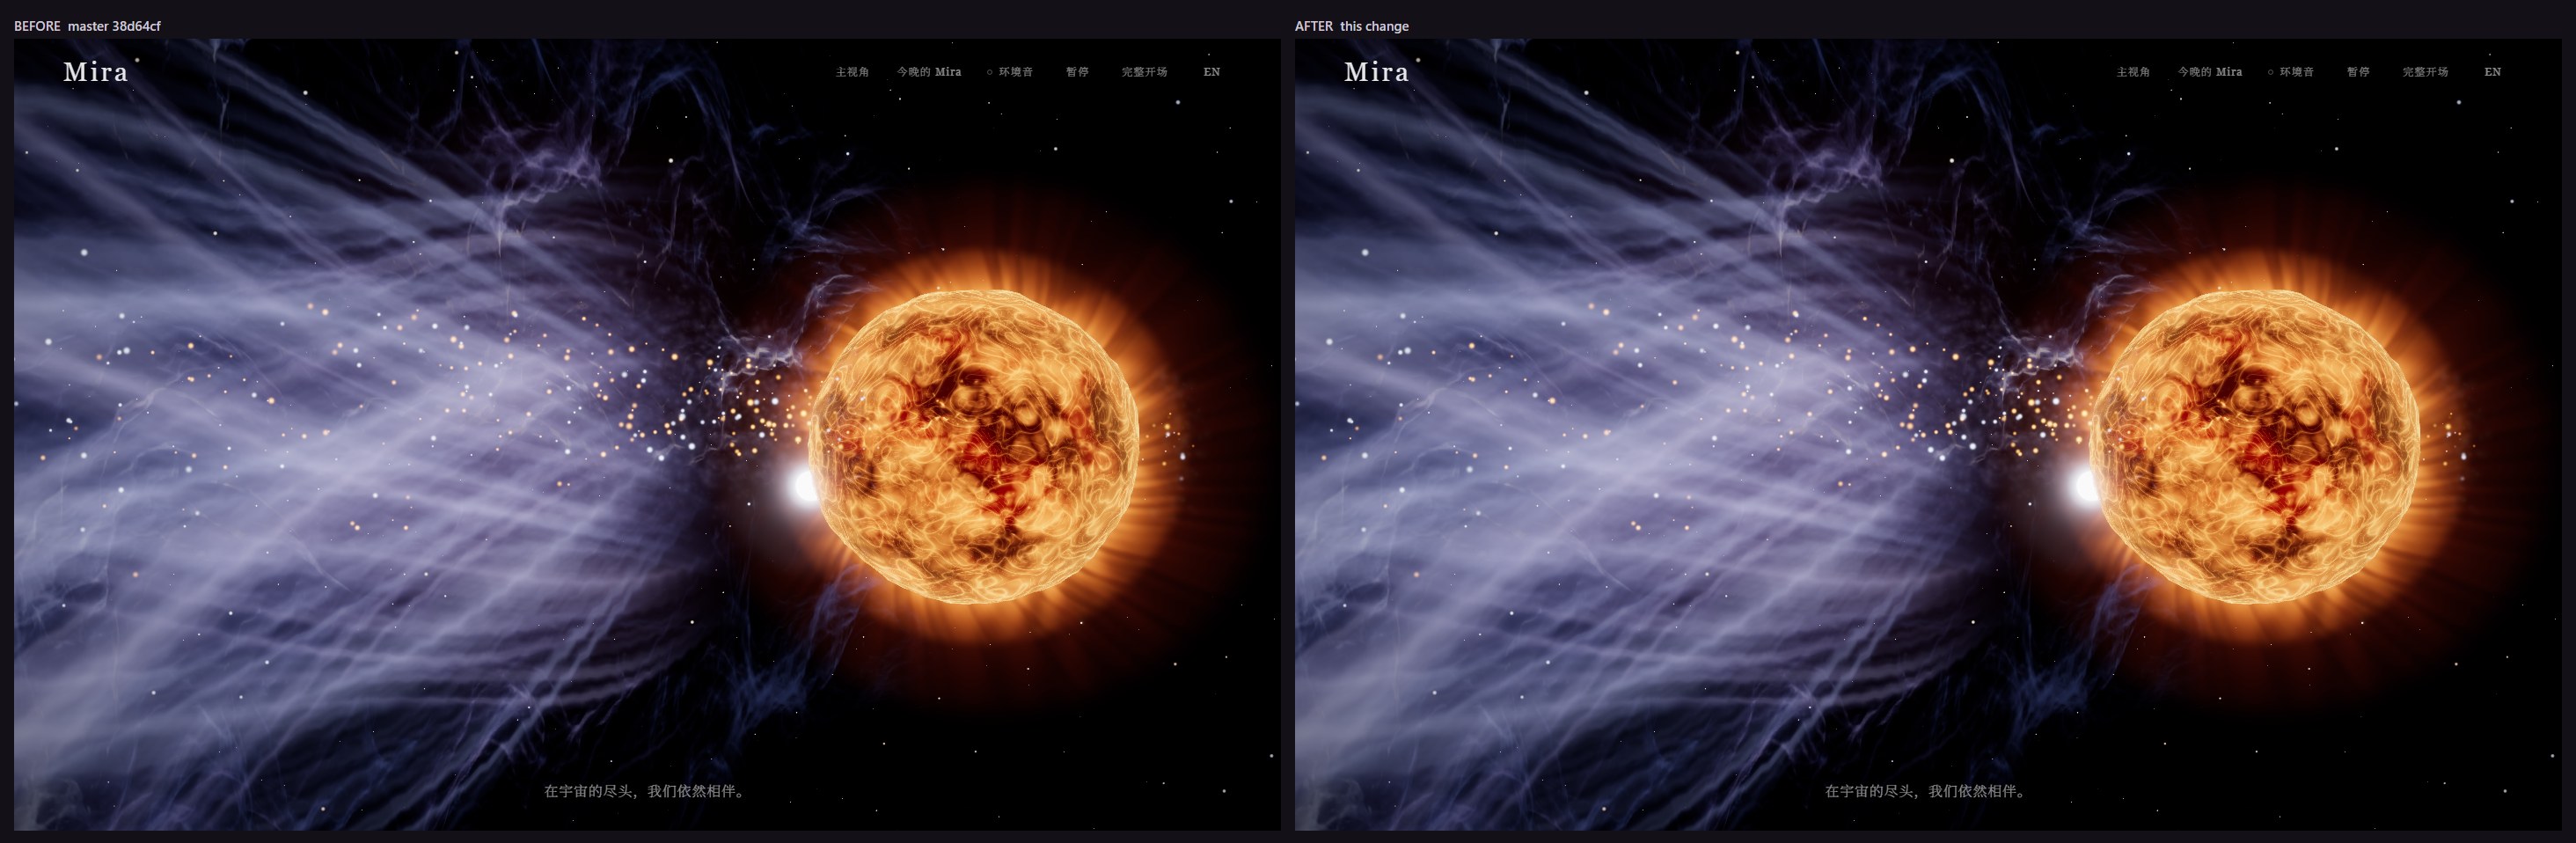 BEFORE master 38d64cf
Mira
主视角 今晚的 Mira 环境音 暂停 完整开场 EN
在宇宙的尽头，我们依然相伴。
AFTER this change
Mira
主视角 今晚的 Mira 环境音 暂停 完整开场 EN
在宇宙的尽头，我们依然相伴。